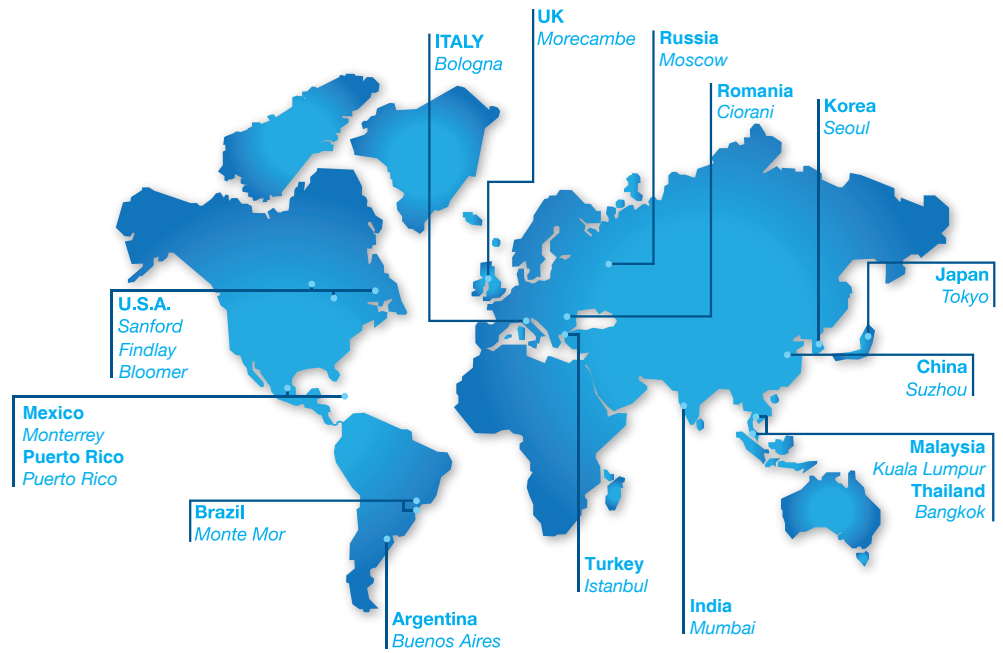 UK
Morecambe
ITALY
Bologna
Russia
Moscow
Romania
Ciorani
Korea
Seoul
Japan
Tokyo
U.S.A.
Sanford
Findlay
Bloomer
China
Suzhou
Mexico
Monterrey
Puerto Rico
Puerto Rico
Malaysia
Kuala Lumpur
Thailand
Bangkok
Brazil
Monte Mor
Turkey
Istanbul
India
Mumbai
Argentina
Buenos Aires